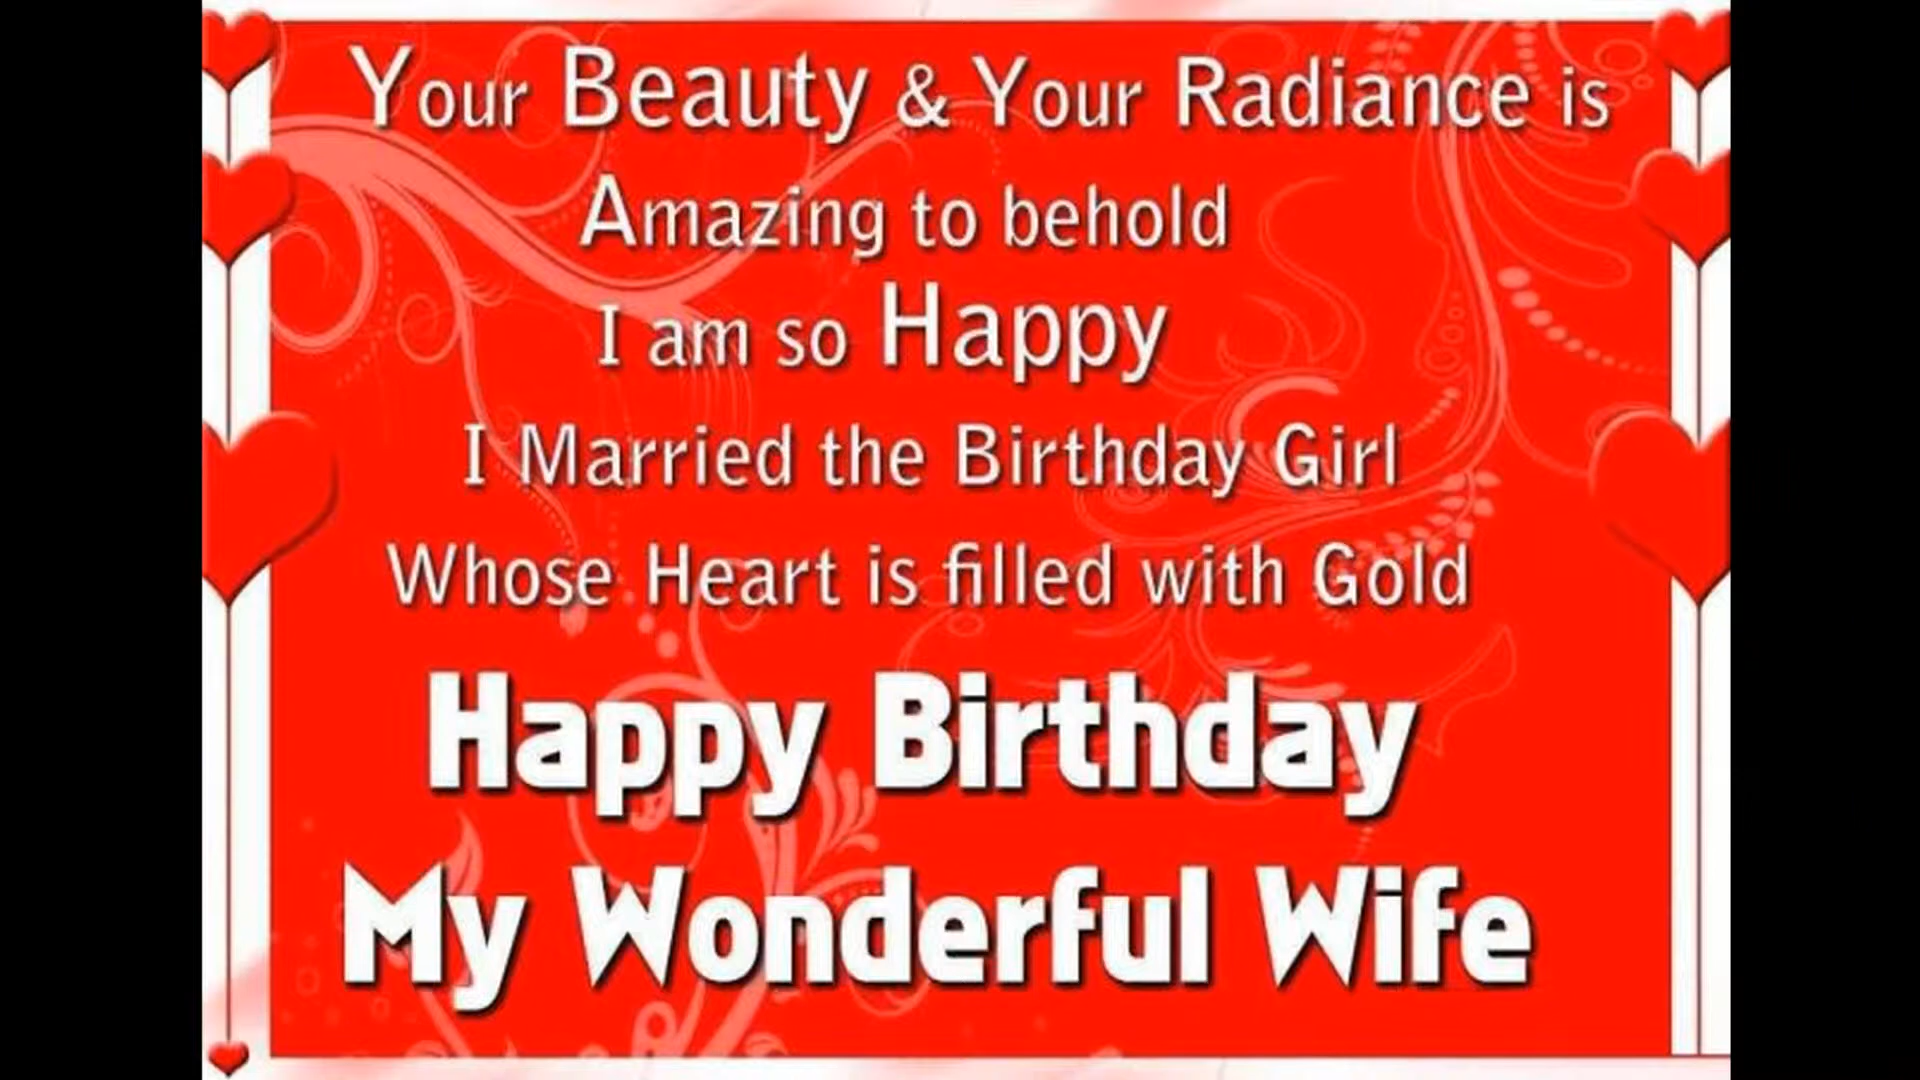 Your Beauty & Your Radiance is
Amazing to behold
I am so Happy
I Married the Birthday Girl
Whose Heart is filled with Gold
Happy Birthday
My Wonderful Wife